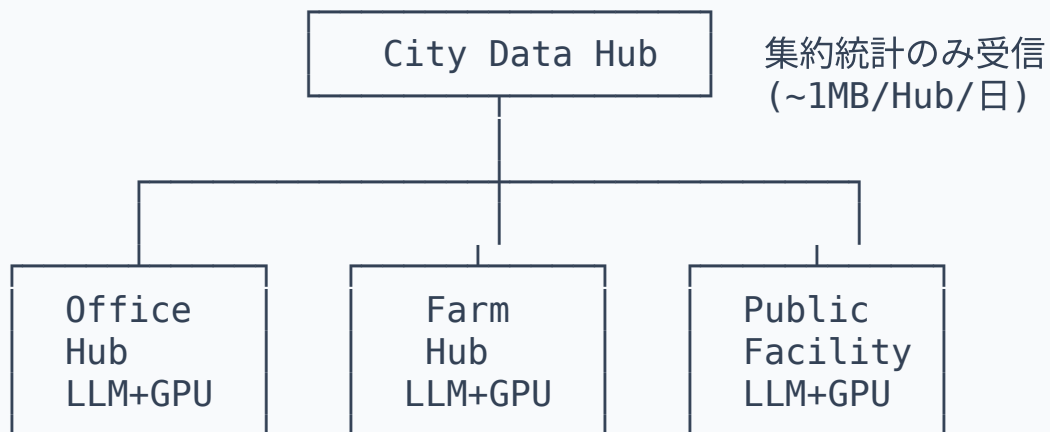 City Data Hub
集約統計のみ受信
(~1MB/Hub/日)
Office
Hub
LLM+GPU
Farm
Hub
LLM+GPU
Public
Facility
LLM+GPU